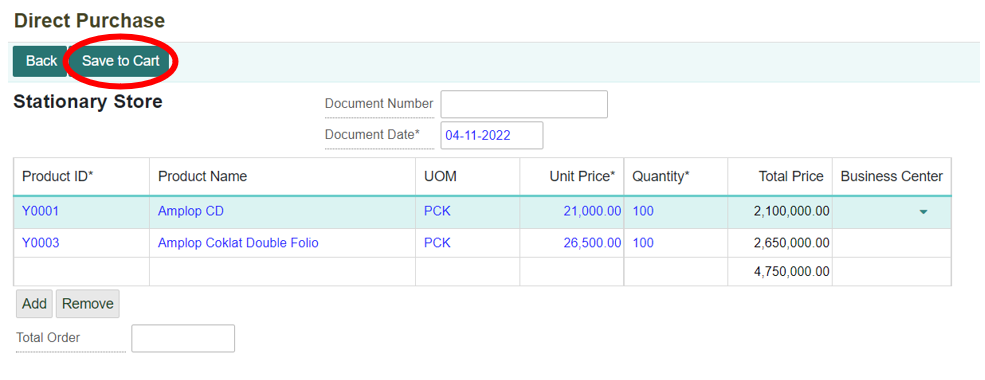 Direct Purchase
Back Save to Cart
Stationary Store
Document Number
Document Date* 04-11-2022
Product ID* Product Name UOM Unit Price* Quantity* Total Price Business Center
Y0001 Amplop CD PCK 21,000.00 100 2,100,000.00
Y0003 Amplop Coklat Double Folio PCK 26,500.00 100 2,650,000.00
4,750,000.00
Add Remove
Total Order